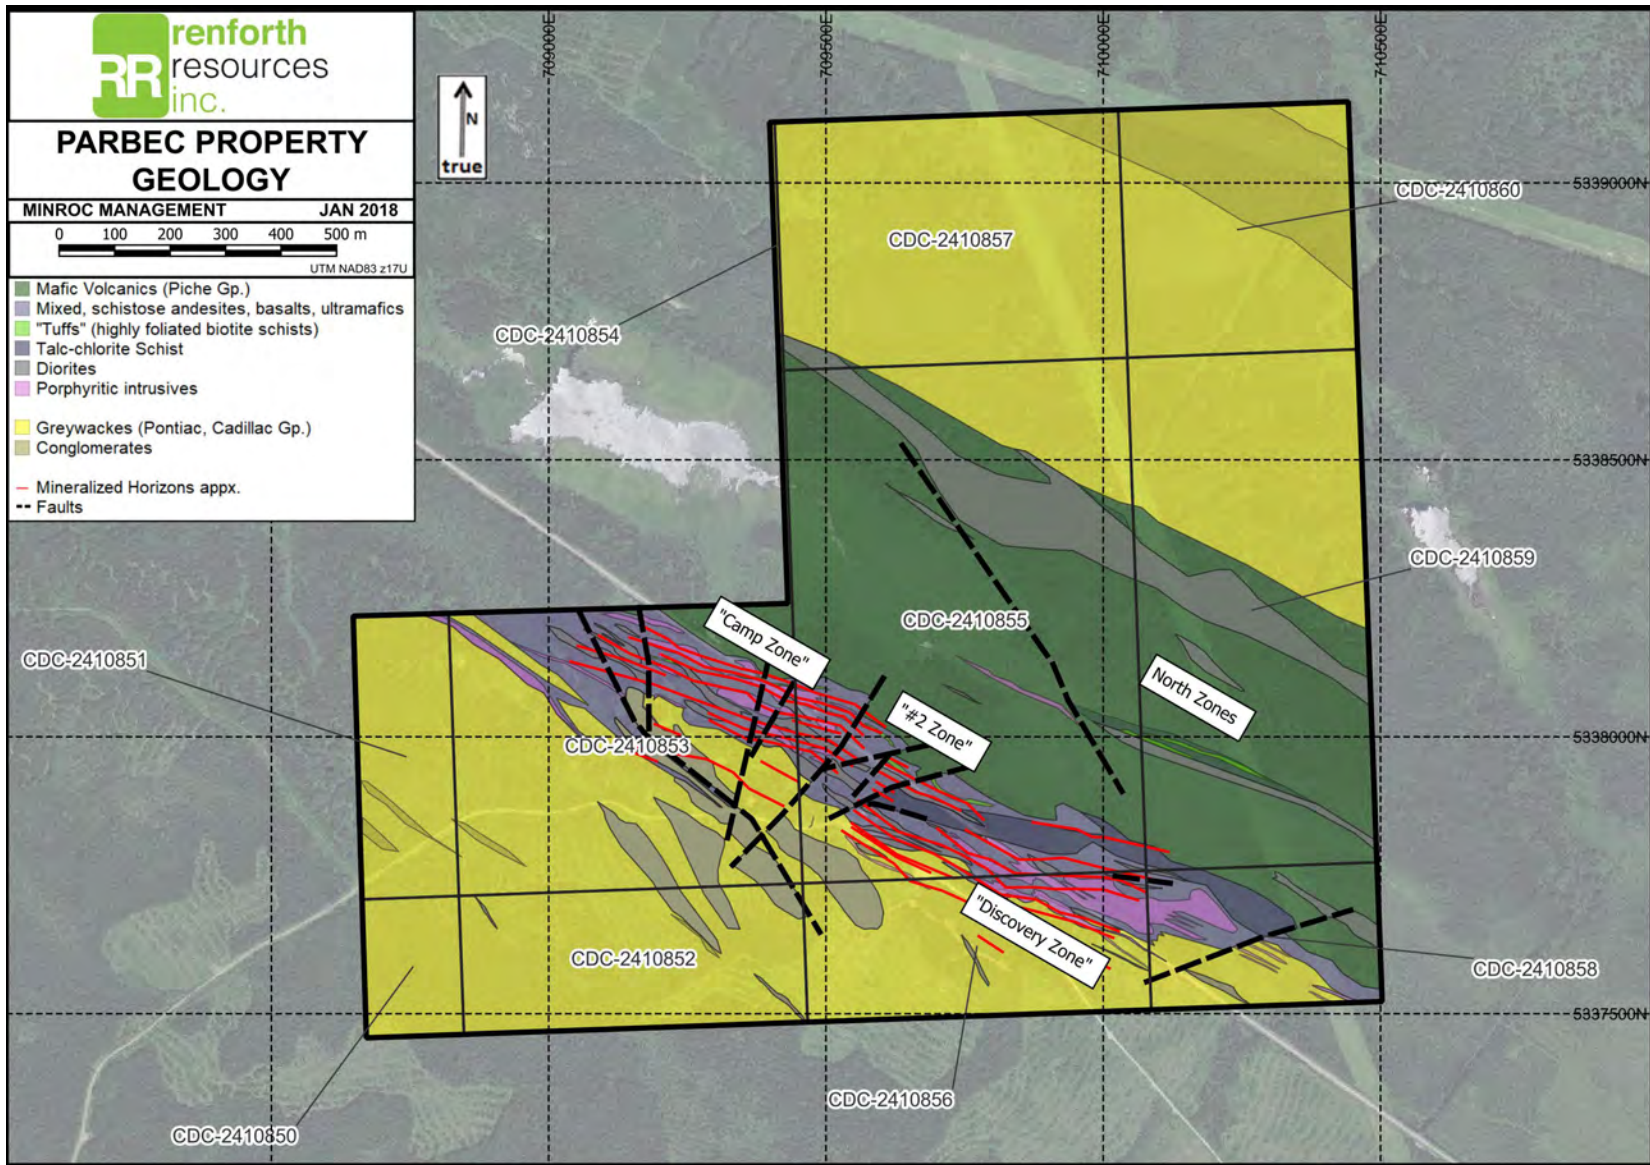 RR
renforth
resources
inc.
PARBEC PROPERTY
GEOLOGY
MINROC MANAGEMENT JAN 2018
0 100 200 300 400 500 m
UTM NAD83 z17U
Mafic Volcanics (Piche Gp.)
Mixed, schistose andesites, basalts, ultramafics
"Tuffs" (highly foliated biotite schists)
Talc-chlorite Schist
Diorites
Porphyritic intrusives
Greywackes (Pontiac, Cadillac Gp.)
Conglomerates
Mineralized Horizons appx.
Faults
N
true
709000E
709500E
710000E
710500E
5339000N
5338500N
5338000N
5337500N
CDC-2410860
CDC-2410857
CDC-2410854
CDC-2410859
CDC-2410855
CDC-2410851
"Camp Zone"
North Zones
"#2 Zone"
CDC-2410853
"Discovery Zone"
CDC-2410852
CDC-2410858
CDC-2410856
CDC-2410850